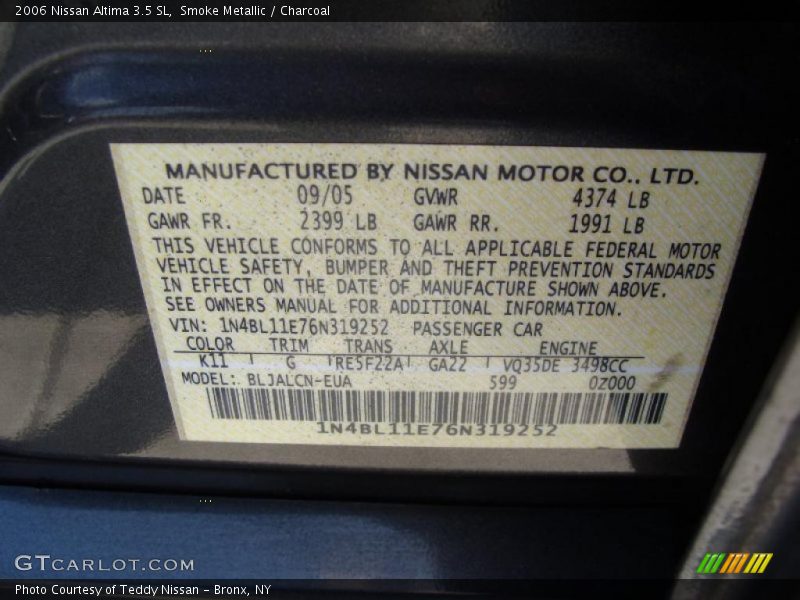 2006 Nissan Altima 3.5 SL, Smoke Metallic / Charcoal
MANUFACTURED BY NISSAN MOTOR CO., LTD.
DATE 09/05 GVWR 4374 LB
GAWR FR. 2399 LB GAWR RR. 1991 LB
THIS VEHICLE CONFORMS TO ALL APPLICABLE FEDERAL MOTOR
VEHICLE SAFETY, BUMPER AND THEFT PREVENTION STANDARDS
IN EFFECT ON THE DATE OF MANUFACTURE SHOWN ABOVE.
SEE OWNERS MANUAL FOR ADDITIONAL INFORMATION.
VIN: 1N4BL11E76N319252 PASSENGER CAR
COLOR TRIM TRANS AXLE ENGINE
K11 G RE5F22A GA22 VQ35DE 3498CC
MODEL: BLJALCN-EUA 599 0Z000
1N4BL11E76N319252
GTCARLOT.COM
Photo Courtesy of Teddy Nissan - Bronx, NY